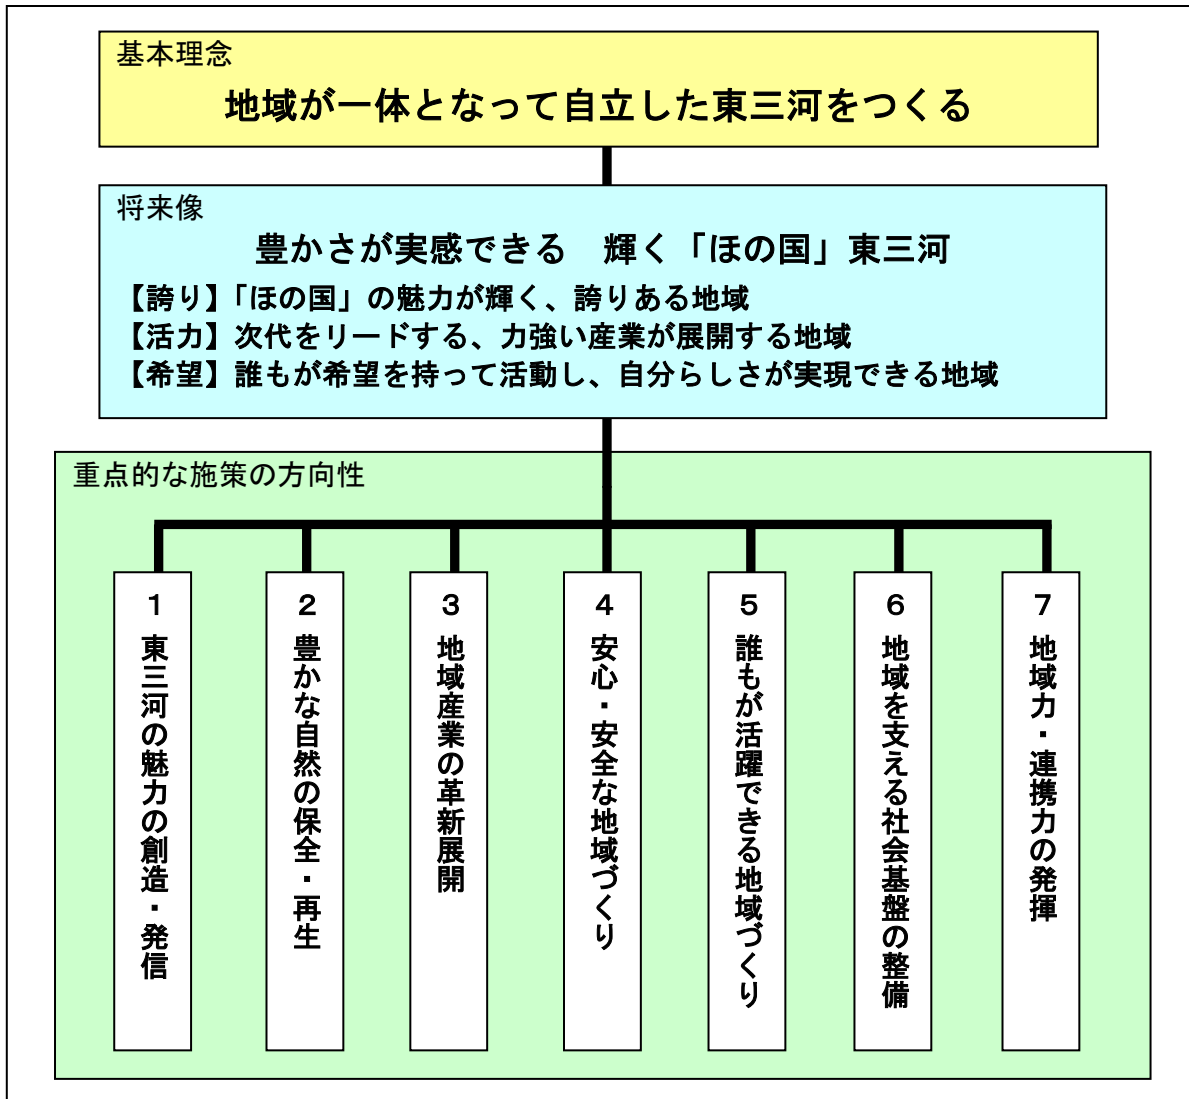 基本理念
地域が一体となって自立した東三河をつくる
将来像
豊かさが実感できる　輝く「ほの国」東三河
【誇り】「ほの国」の魅力が輝く、誇りある地域
【活力】次代をリードする、力強い産業が展開する地域
【希望】誰もが希望を持って活動し、自分らしさが実現できる地域
重点的な施策の方向性
１　東三河の魅力の創造・発信
２　豊かな自然の保全・再生
３　地域産業の革新展開
４　安心・安全な地域づくり
５　誰もが活躍できる地域づくり
６　地域を支える社会基盤の整備
７　地域力・連携力の発揮